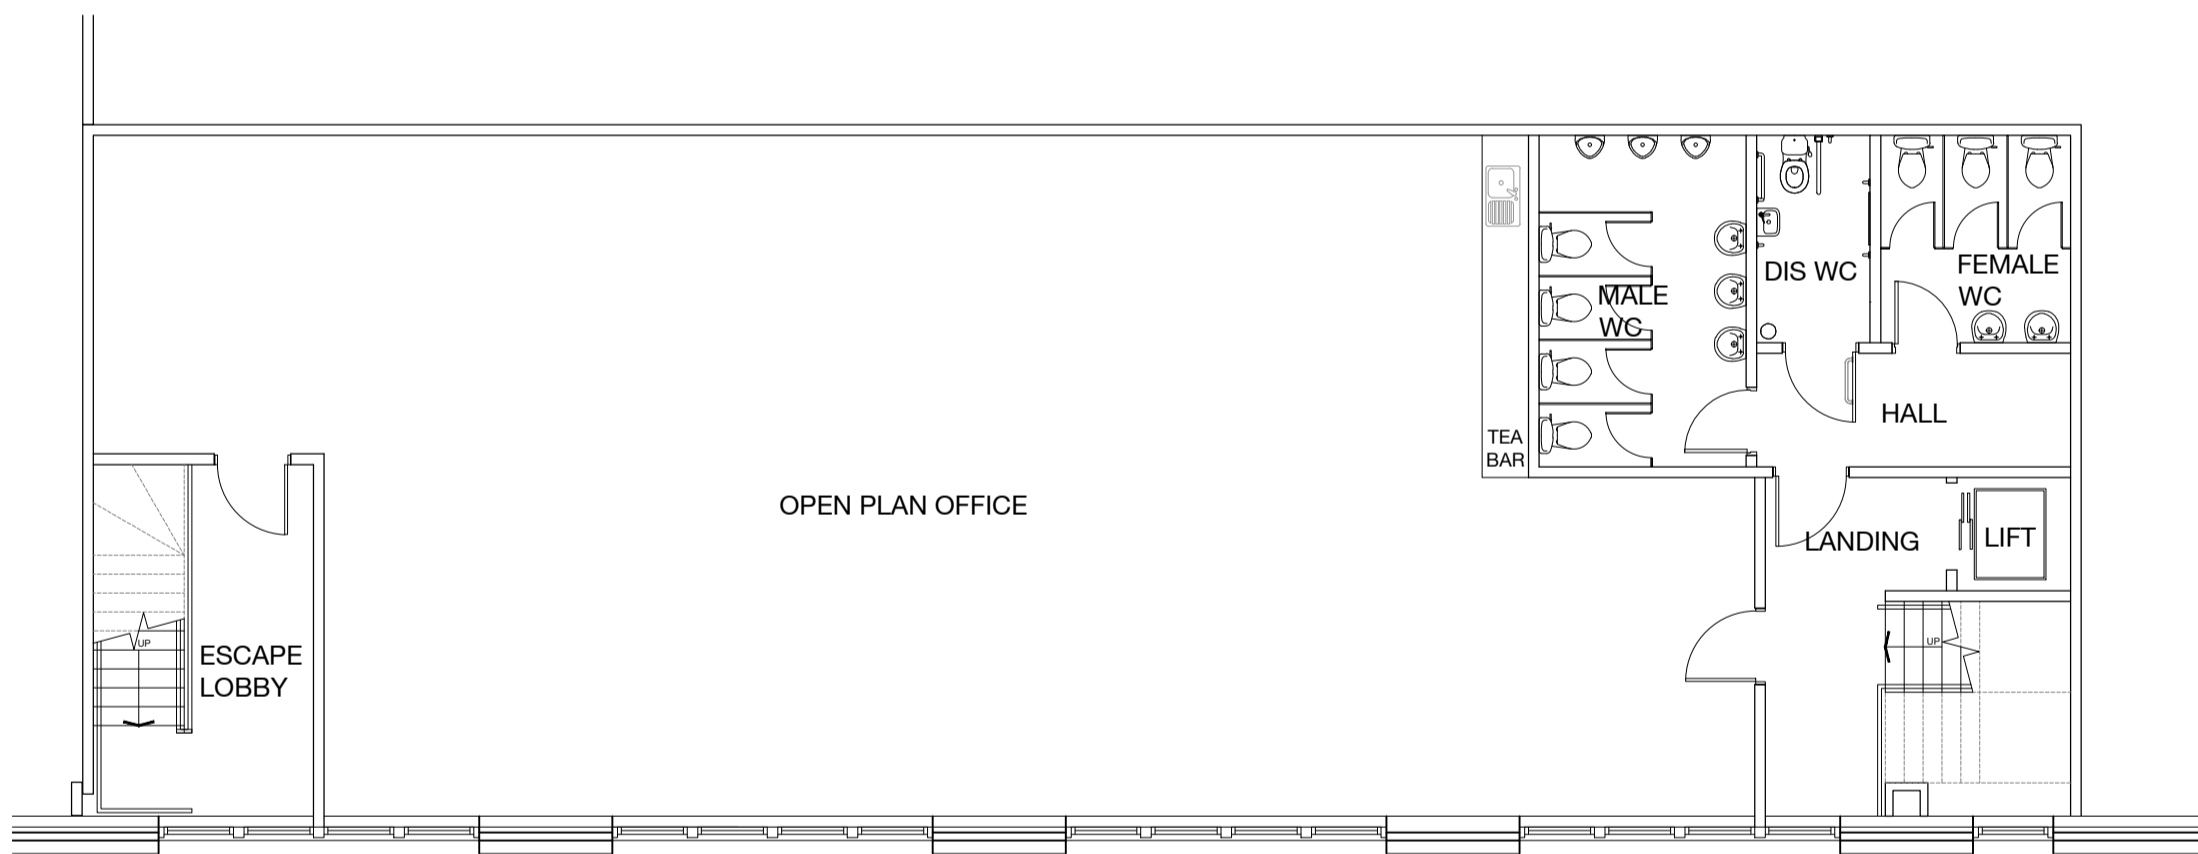 DIS WC
FEMALE
WC
MALE
WC
HALL
TEA
BAR
OPEN PLAN OFFICE
LANDING
LIFT
UP
UP
ESCAPE
LOBBY